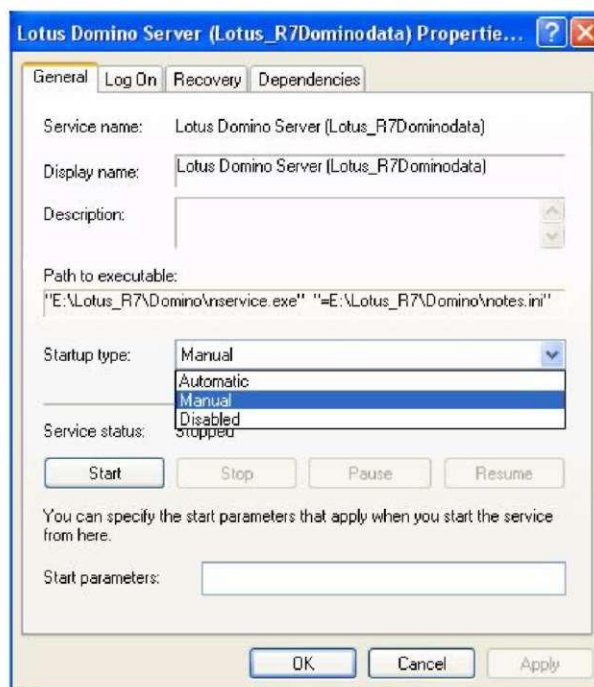 Lotus Domino Server (Lotus_R7Dominodata) Propertie...
General Log On Recovery Dependencies
Service name: Lotus Domino Server (Lotus_R7Dominodata)
Display name: Lotus Domino Server (Lotus_R7Dominodata)
Description:
Path to executable:
"E:\Lotus_R7\Domino\nservice.exe" "=E:\Lotus_R7\Domino\notes.ini"
Startup type: Manual
Automatic
Manual
Disabled
Service status: Stopped
Start Stop Pause Resume
You can specify the start parameters that apply when you start the service
from here.
Start parameters:
OK Cancel Apply